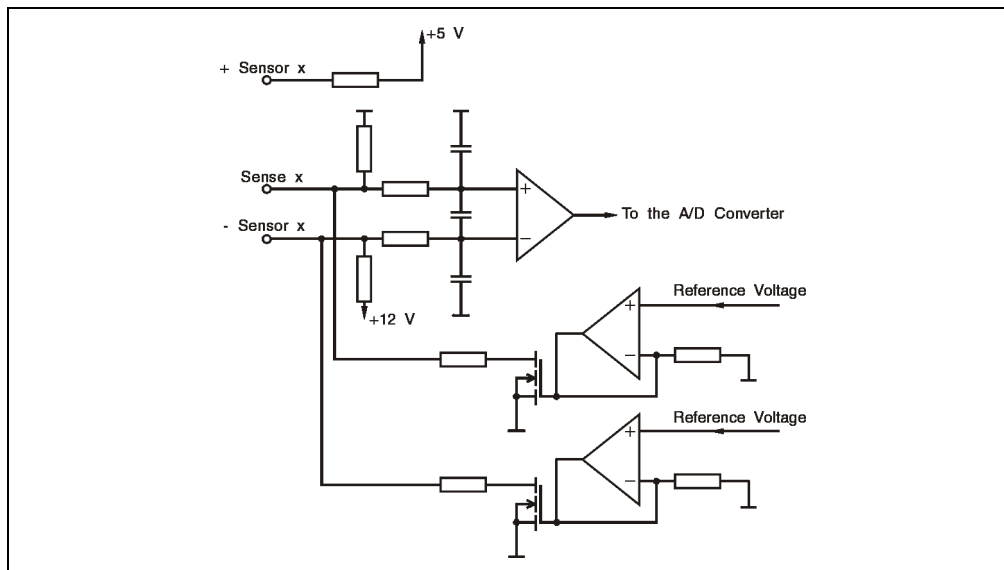 +5 V
+ Sensor x
Sense x
+
To the A/D Converter
- Sensor x
−
+12 V
Reference Voltage
+
−
Reference Voltage
+
−